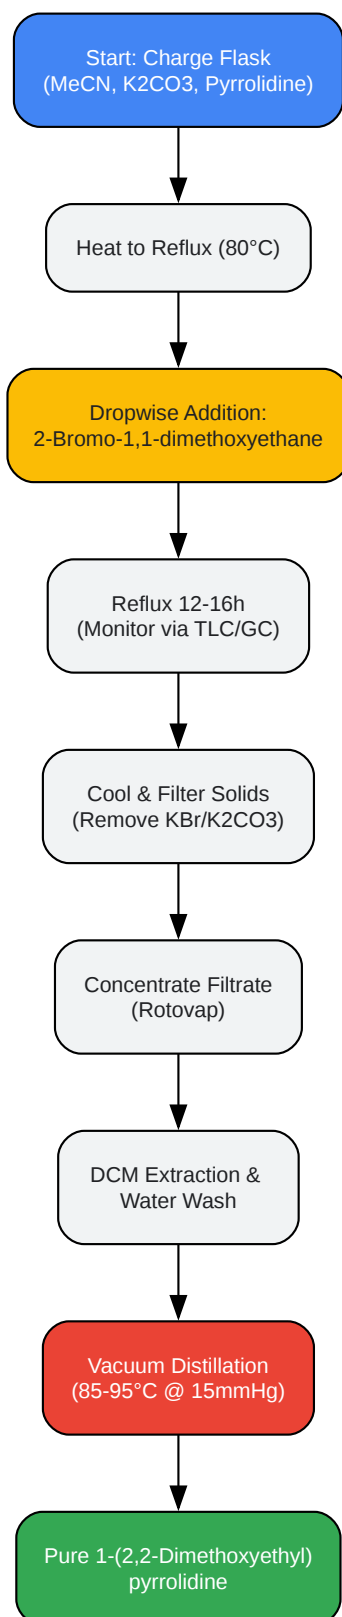 Start: Charge Flask
(MeCN, K2CO3, Pyrrolidine)
Heat to Reflux (80°C)
Dropwise Addition:
2-Bromo-1,1-dimethoxyethane
Reflux 12-16h
(Monitor via TLC/GC)
Cool & Filter Solids
(Remove KBr/K2CO3)
Concentrate Filtrate
(Rotovap)
DCM Extraction &
Water Wash
Vacuum Distillation
(85-95°C @ 15mmHg)
Pure 1-(2,2-Dimethoxyethyl)
pyrrolidine